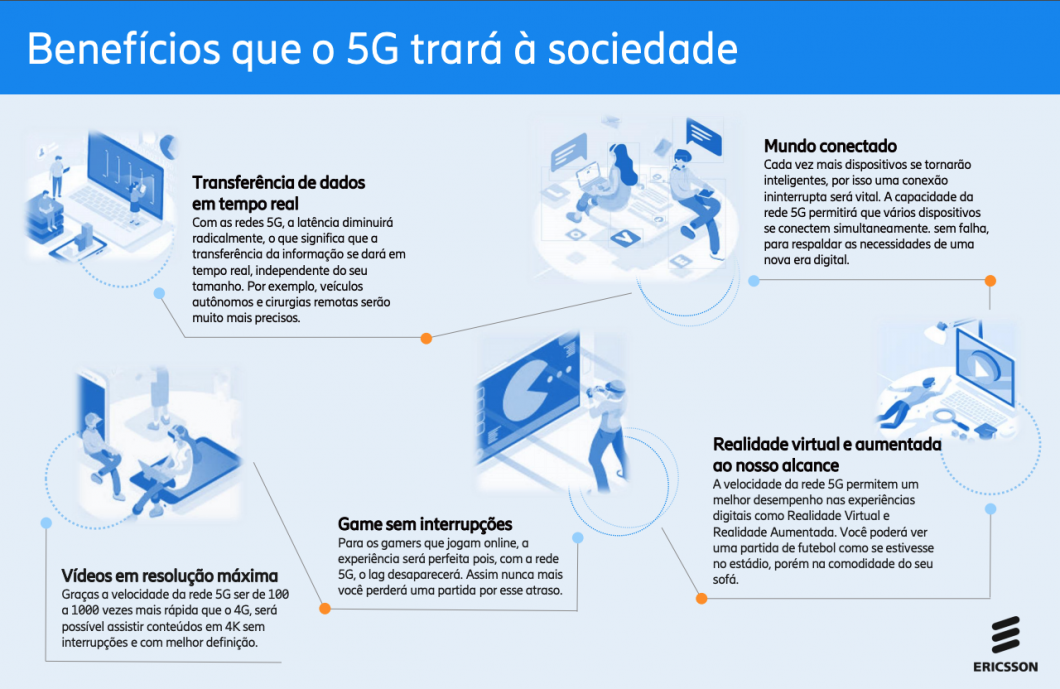 Benefícios que o 5G trará à sociedade
Transferência de dados
em tempo real
Com as redes 5G, a latência diminuirá
radicalmente, o que significa que a
transferência da informação se dará em
tempo real, independente do seu
tamanho. Por exemplo, veículos
autônomos e cirurgias remotas serão
muito mais precisos.
Mundo conectado
Cada vez mais dispositivos se tornarão
inteligentes, por isso uma conexão
ininterrupta será vital. A capacidade da
rede 5G permitirá que vários dispositivos
se conectem simultaneamente. sem falha,
para respaldar as necessidades de uma
nova era digital.
Realidade virtual e aumentada
ao nosso alcance
A velocidade da rede 5G permitem um
melhor desempenho nas experiências
digitais como Realidade Virtual e
Realidade Aumentada. Você poderá ver
uma partida de futebol como se estivesse
no estádio, porém na comodidade do seu
sofá.
Game sem interrupções
Para os gamers que jogam online, a
experiência será perfeita pois, com a rede
5G, o lag desaparecerá. Assim nunca mais
você perderá uma partida por esse atraso.
Vídeos em resolução máxima
Graças a velocidade da rede 5G ser de 100
a 1000 vezes mais rápida que o 4G, será
possível assistir conteúdos em 4K sem
interrupções e com melhor definição.
ERICSSON